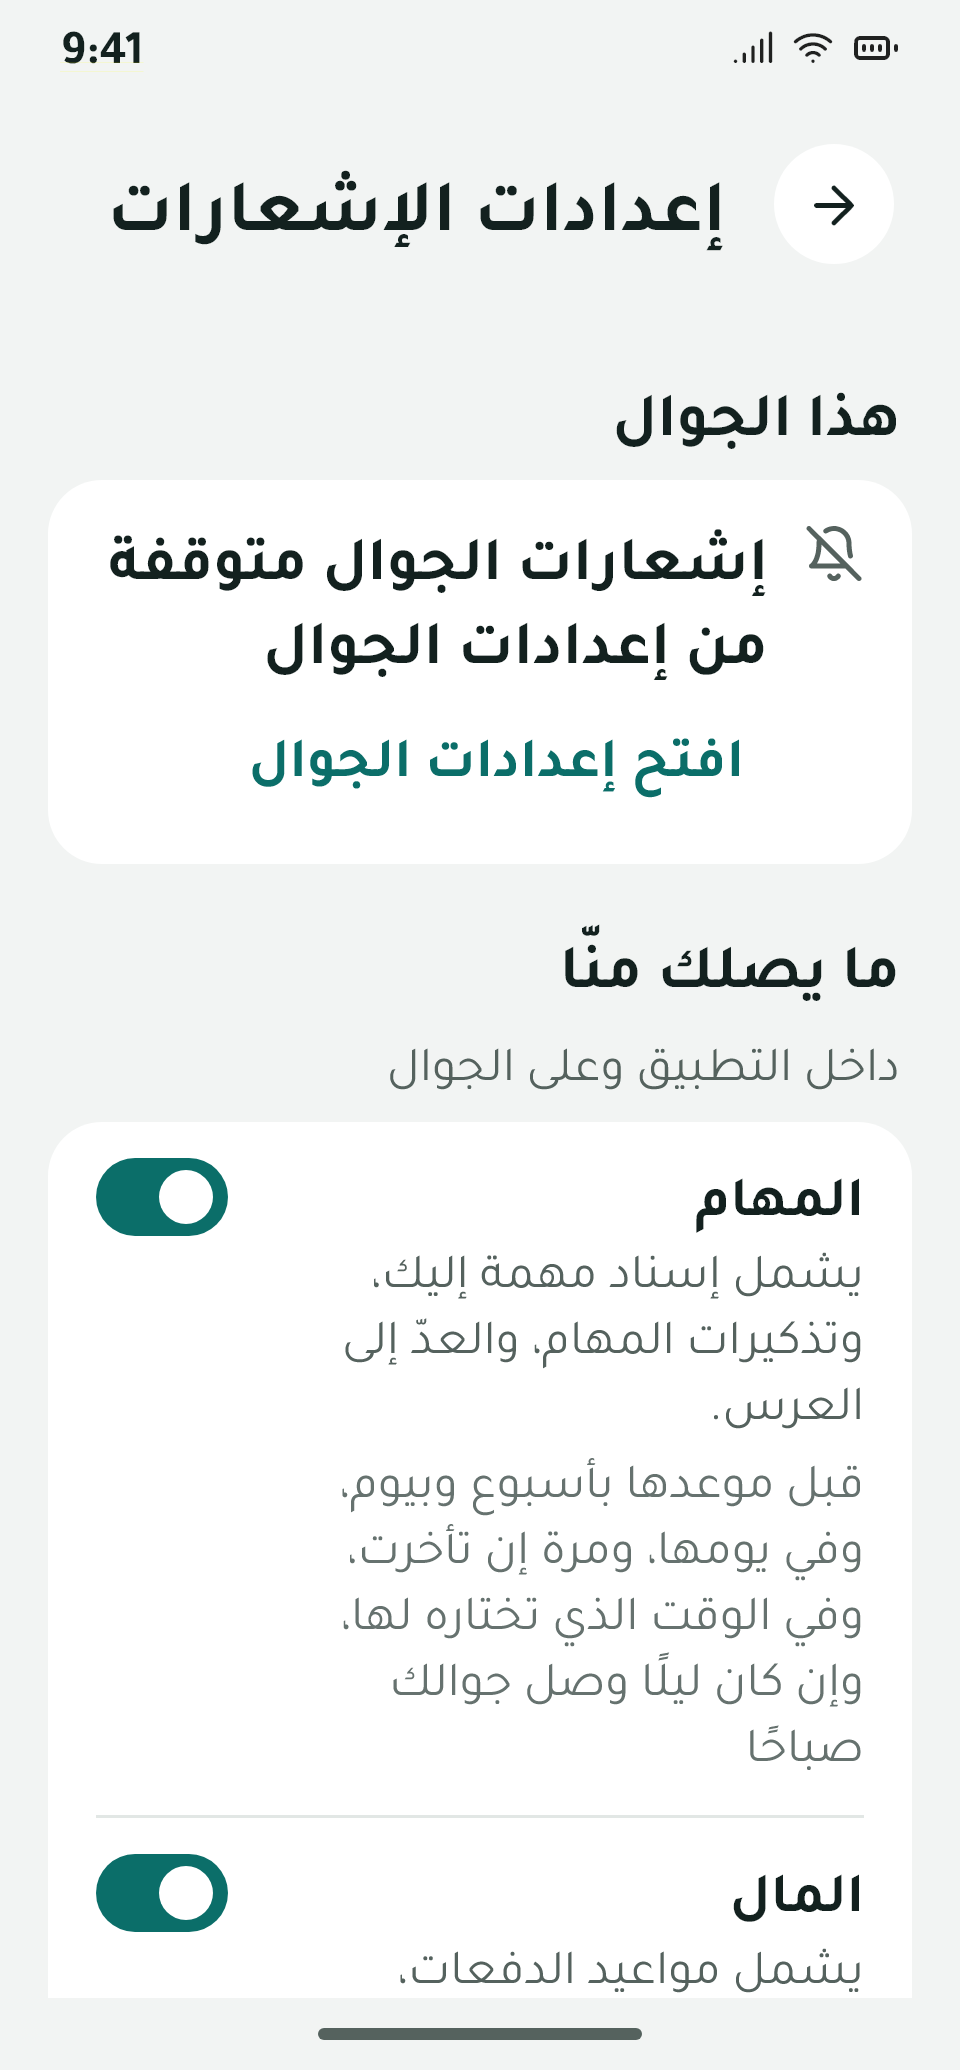 9:41
إعدادات الإشعارات
هذا الجوال
إشعارات الجوال متوقفة
من إعدادات الجوال
افتح إعدادات الجوال
ما يصلك منّا
داخل التطبيق وعلى الجوال
المهام
يشمل إسناد مهمة إليك،
وتذكيرات المهام، والعدّ إلى
العرس.
قبل موعدها بأسبوع وبيوم،
وفي يومها، ومرة إن تأخرت،
وفي الوقت الذي تختاره لها،
وإن كان ليلًا وصل جوالك
صباحًا
المال
يشمل مواعيد الدفعات،